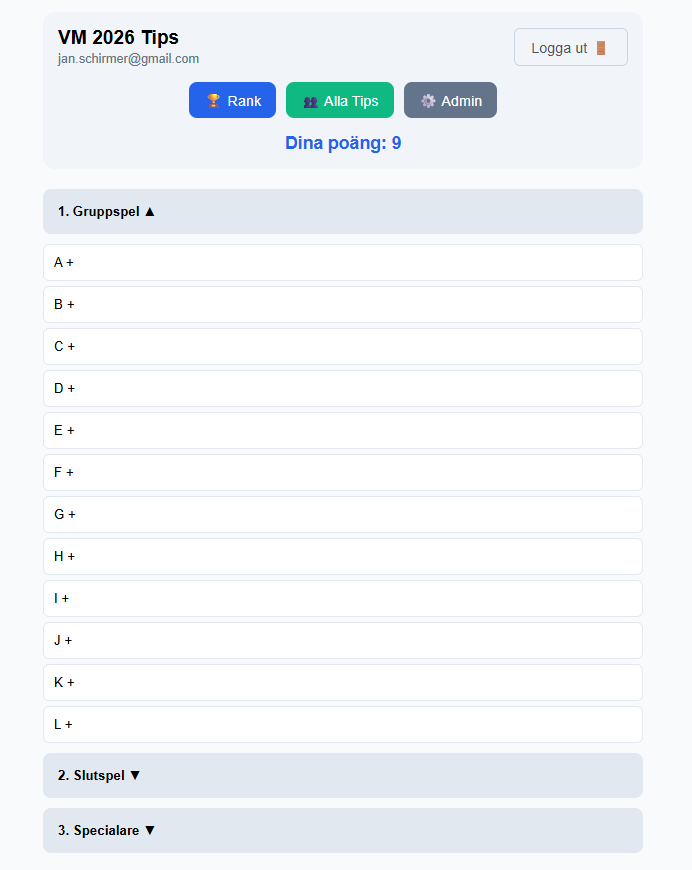 VM 2026 Tips
jan.schirmer@gmail.com
Logga ut 🚪
🏆 Rank
👥 Alla Tips
⚙️ Admin
Dina poäng: 9
1. Gruppspel ▲
A +
B +
C +
D +
E +
F +
G +
H +
I +
J +
K +
L +
2. Slutspel ▼
3. Specialare ▼